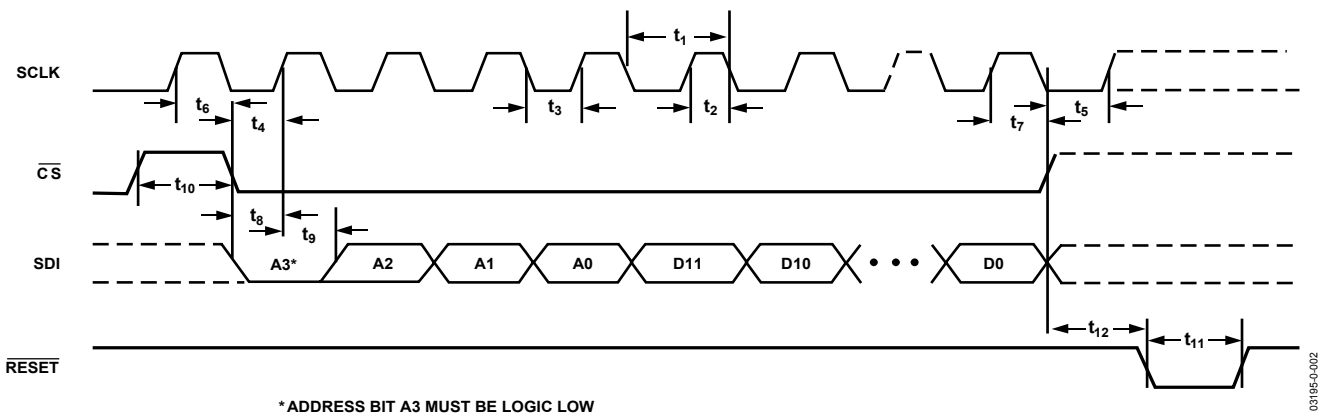 t1
SCLK
t6
t3
t2
t5
t4
t7
CS
t10
t8
t9
SDI
A3*
A2
A1
A0
D11
D10
• • •
D0
t12
t11
RESET
*ADDRESS BIT A3 MUST BE LOGIC LOW
03195-0-002